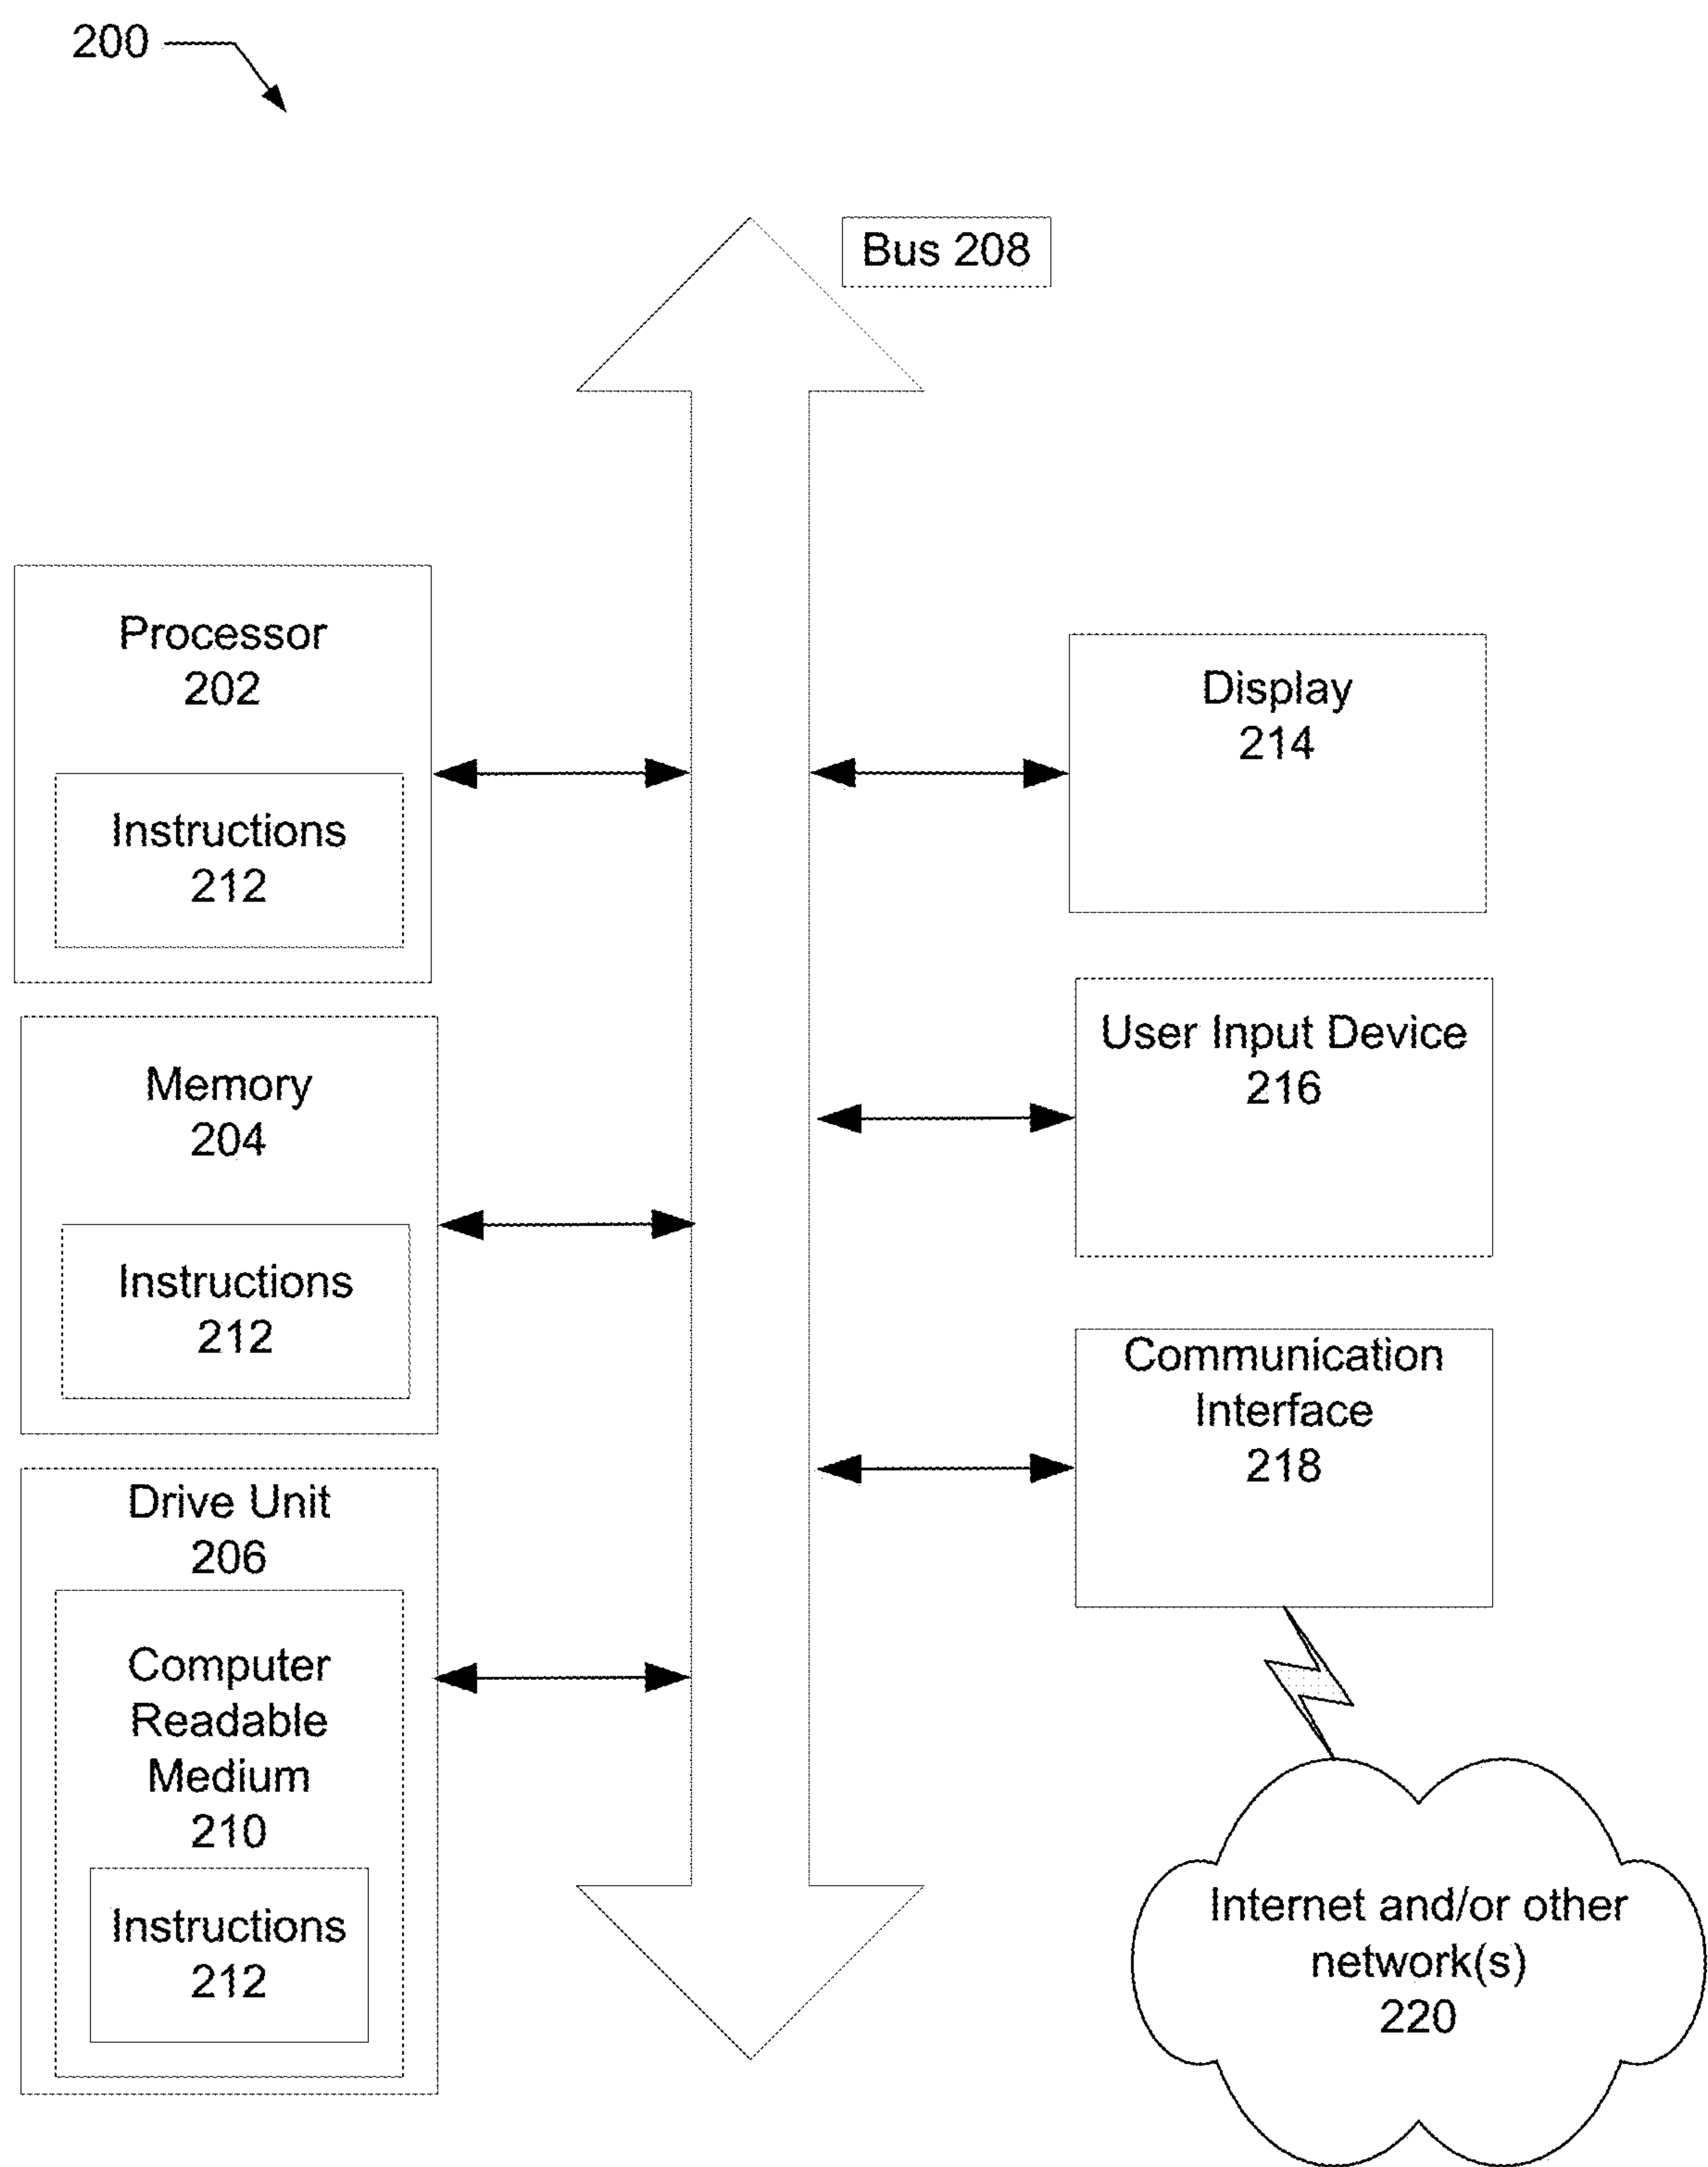 200
Bus 208
Processor
202
Instructions
212
Memory
204
Instructions
212
Drive Unit
206
Computer
Readable
Medium
210
Instructions
212
Display
214
User Input Device
216
Communication
Interface
218
Internet and/or other
network(s)
220